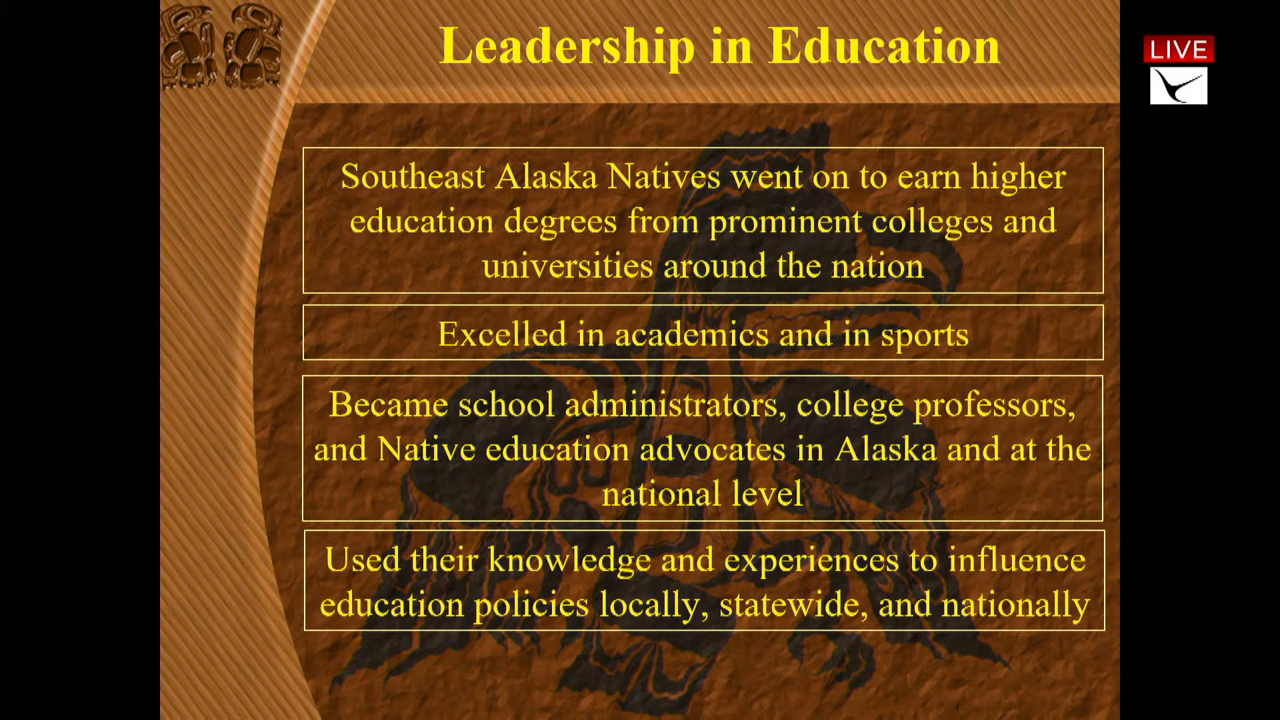 Leadership in Education
LIVE
Southeast Alaska Natives went on to earn higher
education degrees from prominent colleges and
universities around the nation
Excelled in academics and in sports
Became school administrators, college professors,
and Native education advocates in Alaska and at the
national level
Used their knowledge and experiences to influence
education policies locally, statewide, and nationally